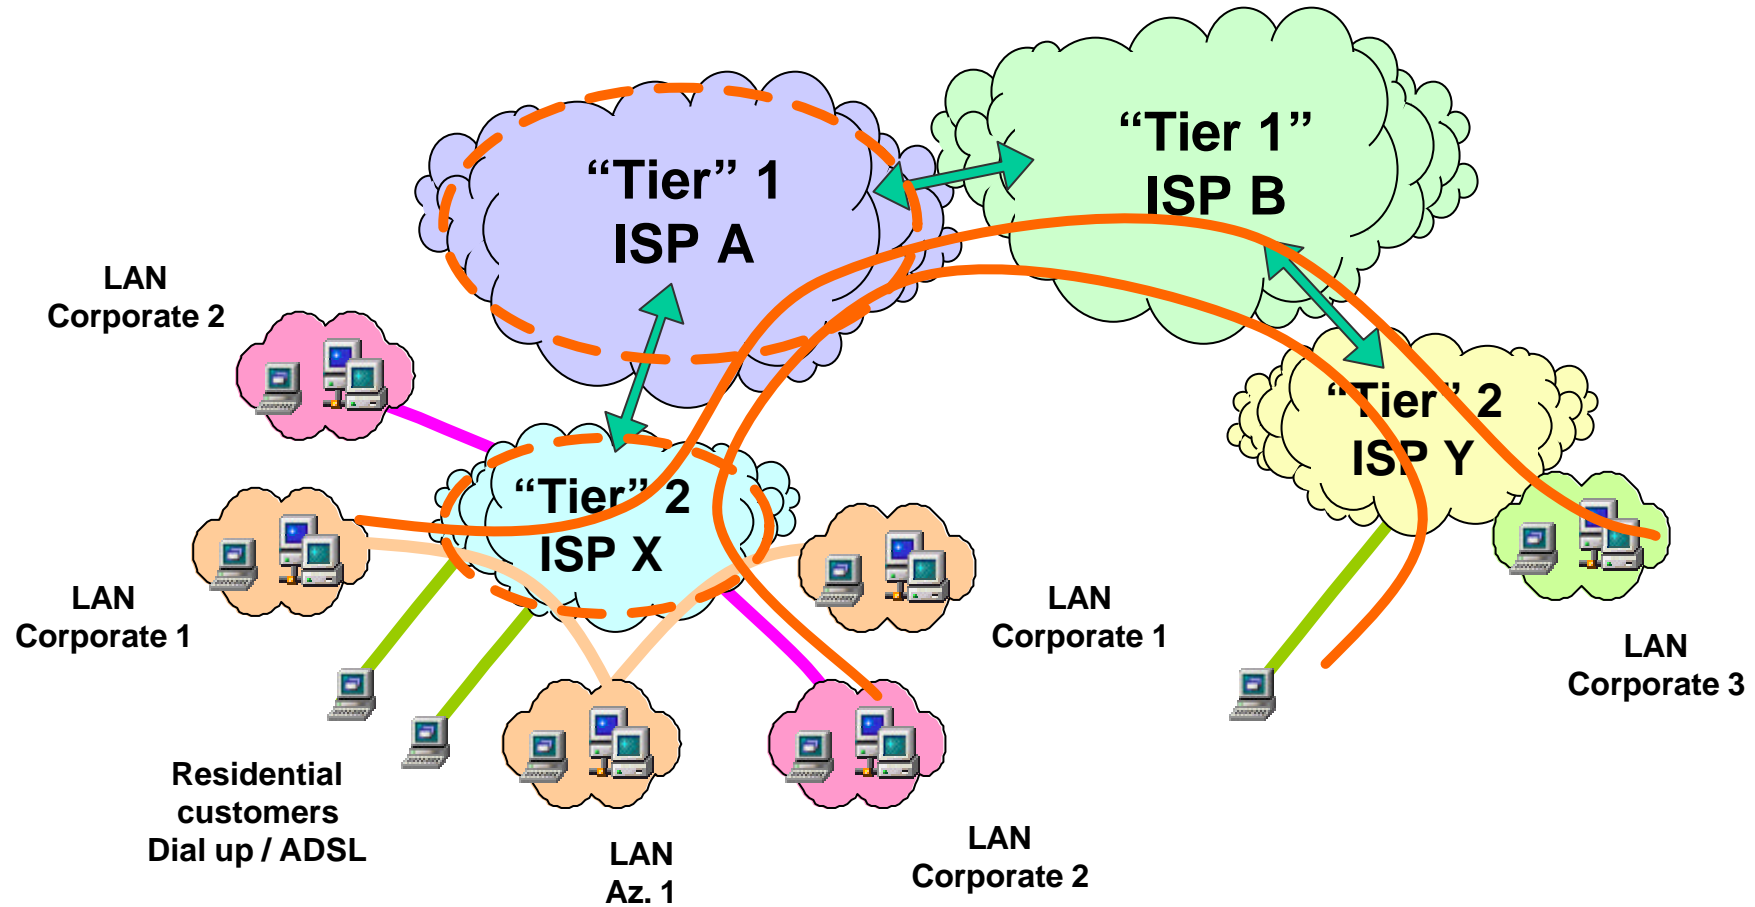 “Tier 1”
ISP B
“Tier” 1
ISP A
LAN
Corporate 2
“Tier” 2
ISP Y
“Tier” 2
ISP X
LAN
Corporate 1
LAN
Corporate 1
LAN
Corporate 3
Residential
customers
Dial up / ADSL
LAN
Az. 1
LAN
Corporate 2